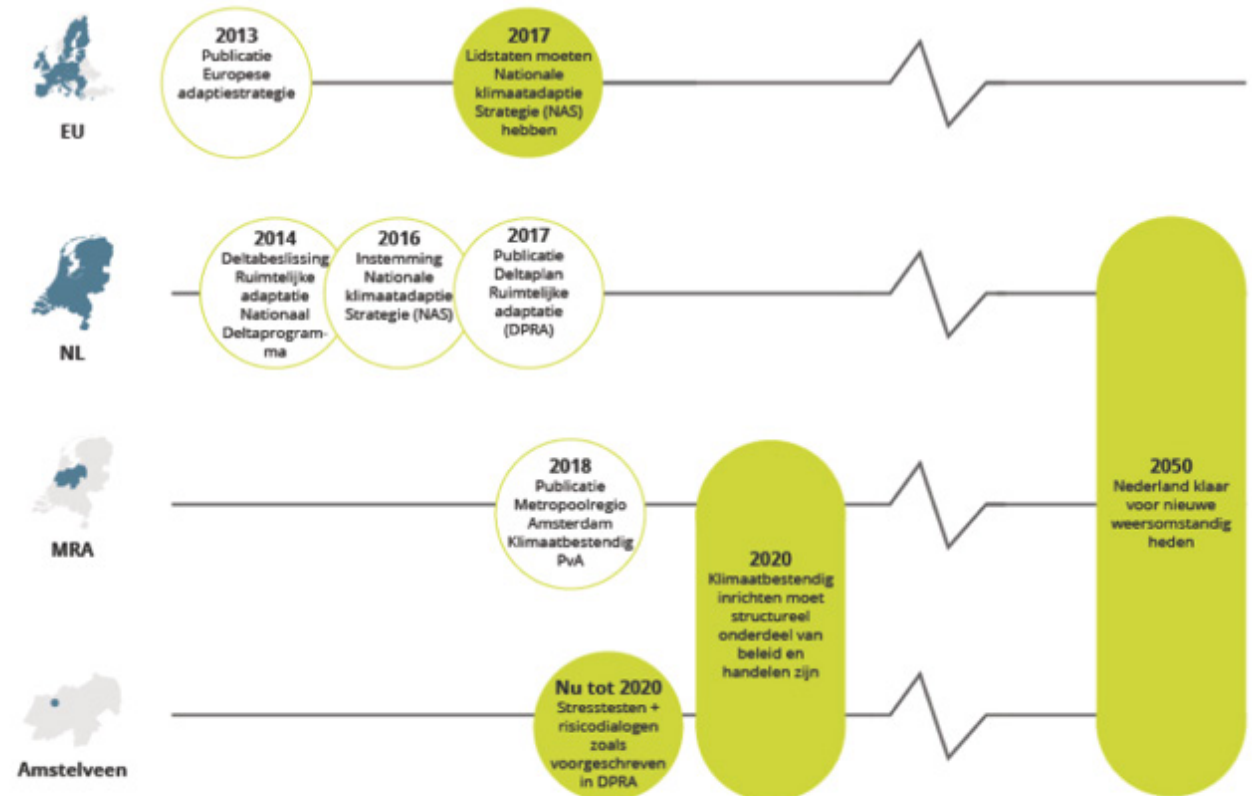 2013
Publicatie
Europese
adaptiestrategie
2017
Lidstaten moeten
Nationale
klimaatadaptie
Strategie (NAS)
hebben
EU
2014
Deltabeslissing
Ruimtelijke
adaptatie
Nationaal
Deltaprogram-
ma
2016
Instemming
Nationale
klimaatadaptie
Strategie (NAS)
2017
Publicatie
Deltaplan
Ruimtelijke
adaptatie
(DPRA)
NL
2018
Publicatie
Metropoolregio
Amsterdam
Klimaatbestendig
PvA
MRA
2020
Klimaatbestendig
inrichten moet
structureel
onderdeel van
beleid en
handelen zijn
2050
Nederland klaar
voor nieuwe
weersomstandig
heden
Nu tot 2020
Stresstesten +
risicodialogen
zoals
voorgeschreven
in DPRA
Amstelveen